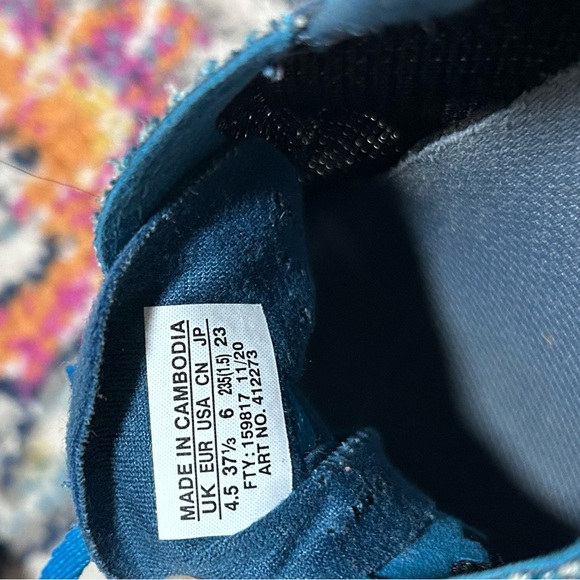 MADE IN CAMBODIA
UK EUR USA CN JP
4.5 37⅓ 6 235(1.5) 23
FTY: 159817 11/20
ART NO. 412273